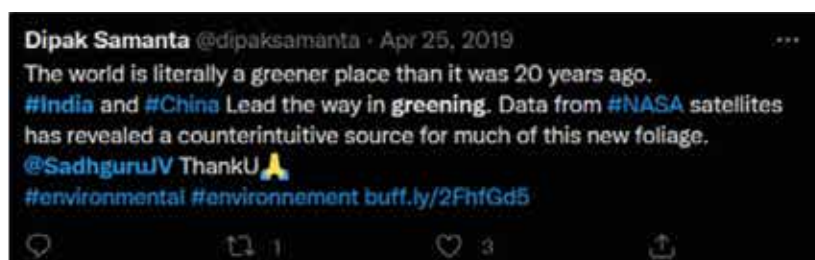 Dipak Samanta @dipaksamanta · Apr 25, 2019
The world is literally a greener place than it was 20 years ago.
#India and #China Lead the way in greening. Data from #NASA satellites
has revealed a counterintuitive source for much of this new foliage.
@SadhguruJV ThankU🙏
#environmental #environnement buff.ly/2FhfGd5
1 3